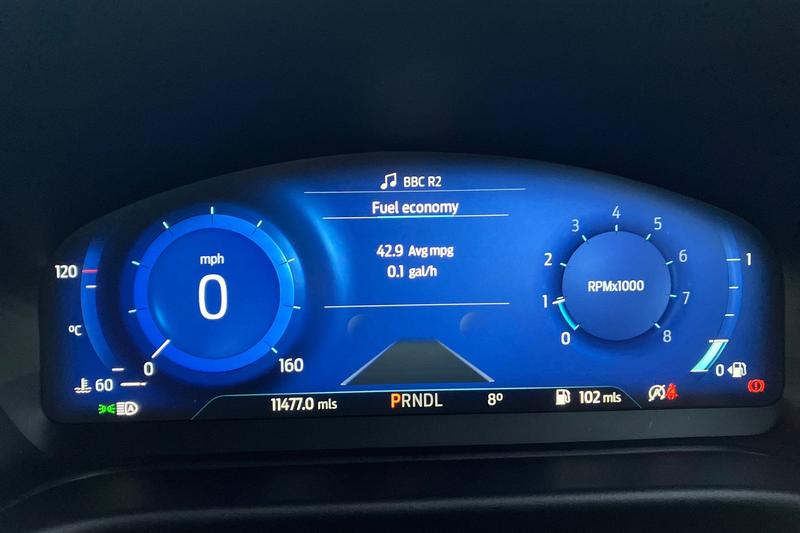 BBC R2
Fuel economy
42.9 Avg mpg
0.1 gal/h
mph
0
0
160
120
ºC
60
RPMx1000
0
1
2
3
4
5
6
7
8
1
0
11477.0 mls
PRNDL
8º
102 mls
A
A